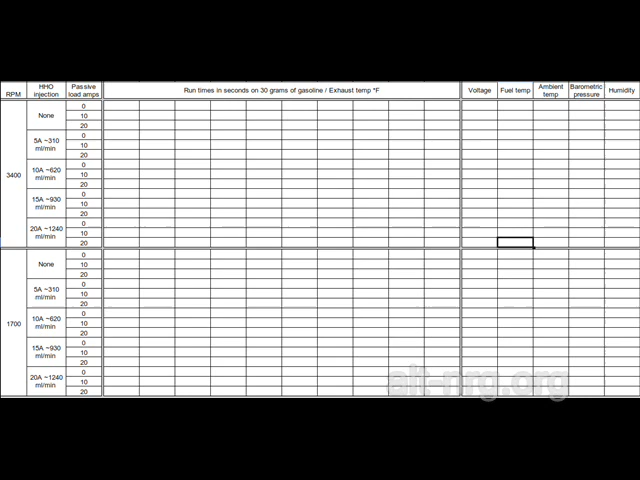 RPM
HHO injection
Passive load amps
Run times in seconds on 30 grams of gasoline / Exhaust temp *F
Voltage
Fuel temp
Ambient temp
Barometric pressure
Humidity
3400
None
0
10
20
5A ~310 ml/min
0
10
20
10A ~620 ml/min
0
10
20
15A ~930 ml/min
0
10
20
20A ~1240 ml/min
0
10
20
1700
None
0
10
20
5A ~310 ml/min
0
10
20
10A ~620 ml/min
0
10
20
15A ~930 ml/min
0
10
20
20A ~1240 ml/min
0
10
20
alt-nrg.org